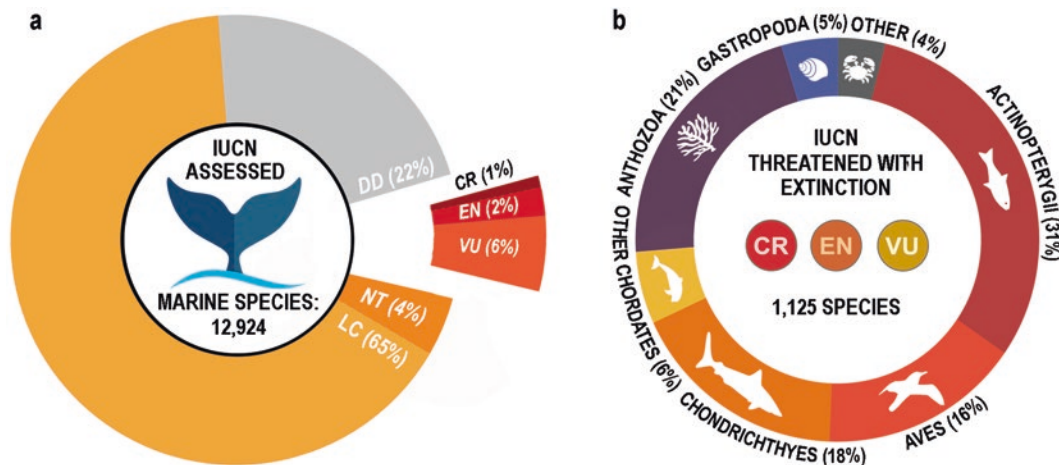 a
IUCN
ASSESSED
MARINE SPECIES:
12,924
DD (22%)
CR (1%)
EN (2%)
VU (6%)
NT (4%)
LC (65%)
b
GASTROPODA (5%)
OTHER (4%)
ACTINOPTERYGII (31%)
AVES (16%)
CHONDRICHTHYES (18%)
OTHER CHORDATES (6%)
ANTHOZOA (21%)
IUCN
THREATENED WITH
EXTINCTION
CR EN VU
1,125 SPECIES